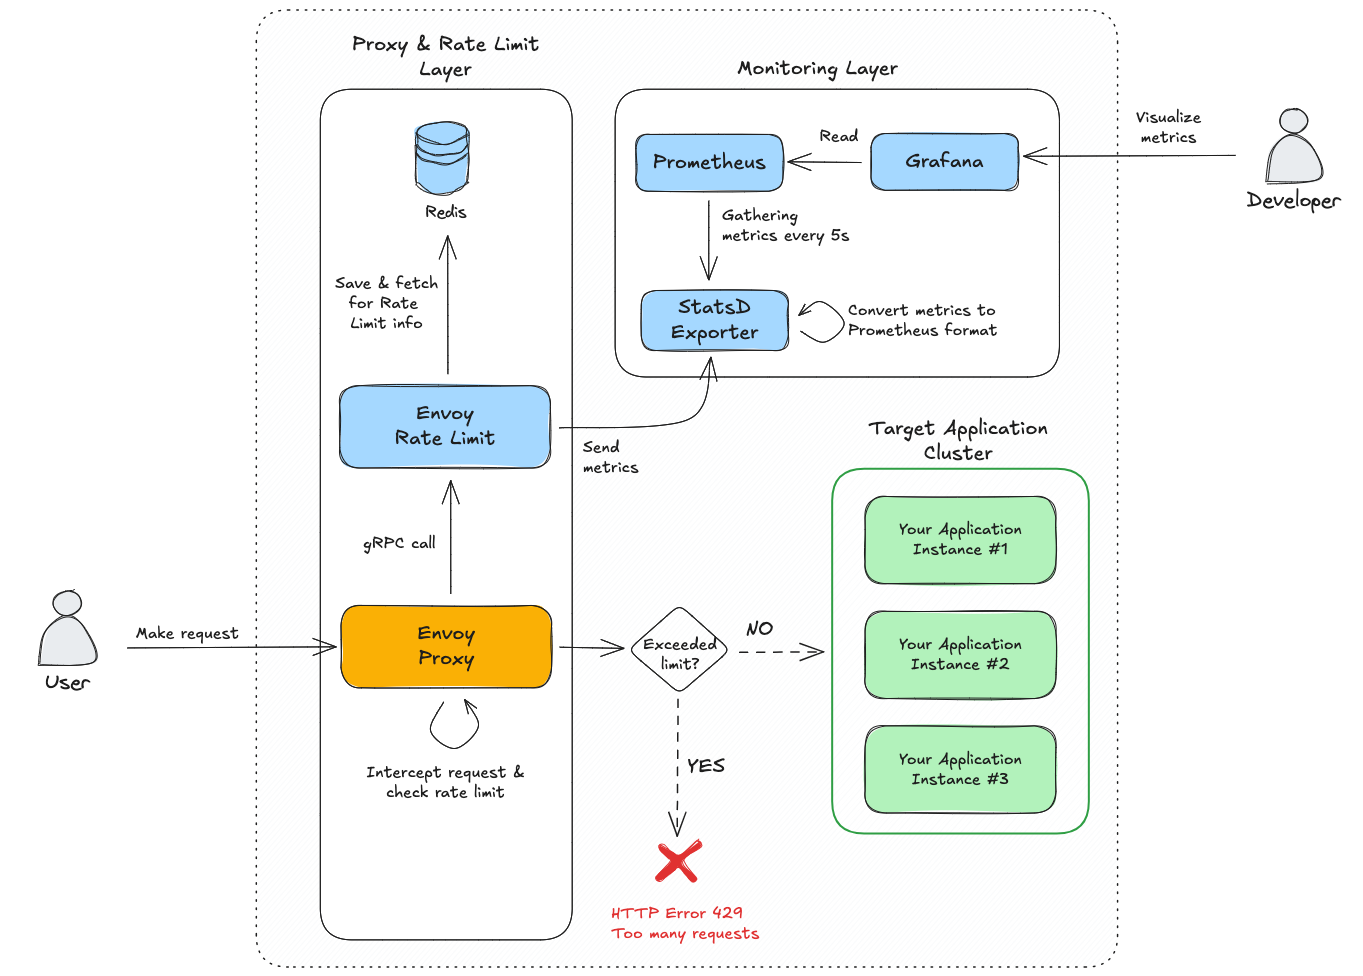 Proxy & Rate Limit
Layer
Redis
Save & fetch
for Rate
Limit info
Envoy
Rate Limit
gRPC call
Envoy
Proxy
Intercept request &
check rate limit
Make request
User
Monitoring Layer
Prometheus
Read
Grafana
Visualize
metrics
Developer
Gathering
metrics every 5s
StatsD
Exporter
Convert metrics to
Prometheus format
Send
metrics
Exceeded
limit?
NO
YES
HTTP Error 429
Too many requests
Target Application
Cluster
Your Application
Instance #1
Your Application
Instance #2
Your Application
Instance #3